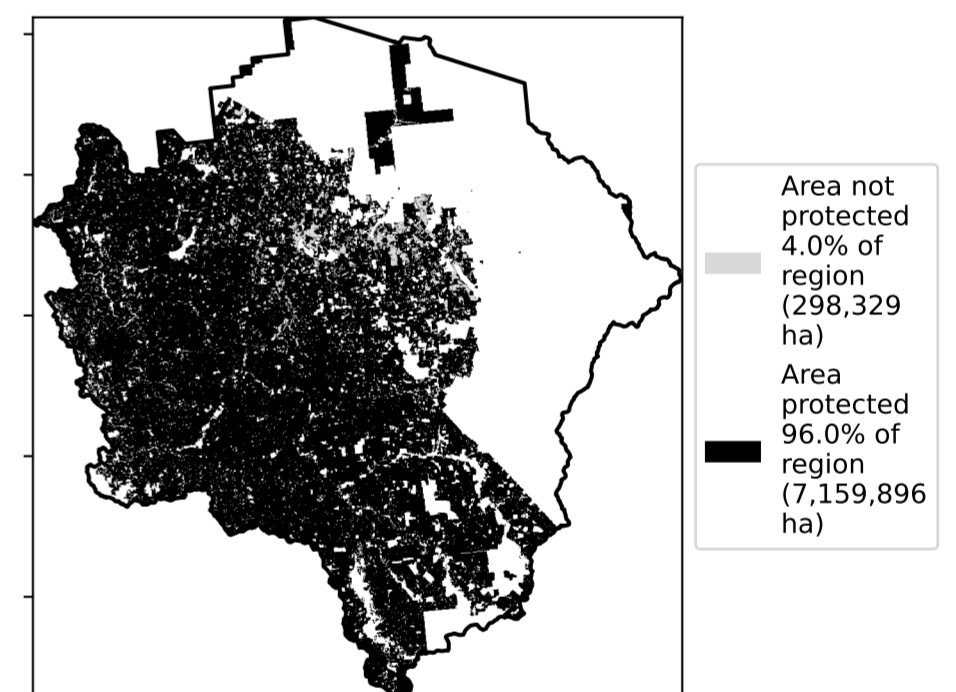 Area not
protected
4.0% of
region
(298,329
ha)
Area
protected
96.0% of
region
(7,159,896
ha)